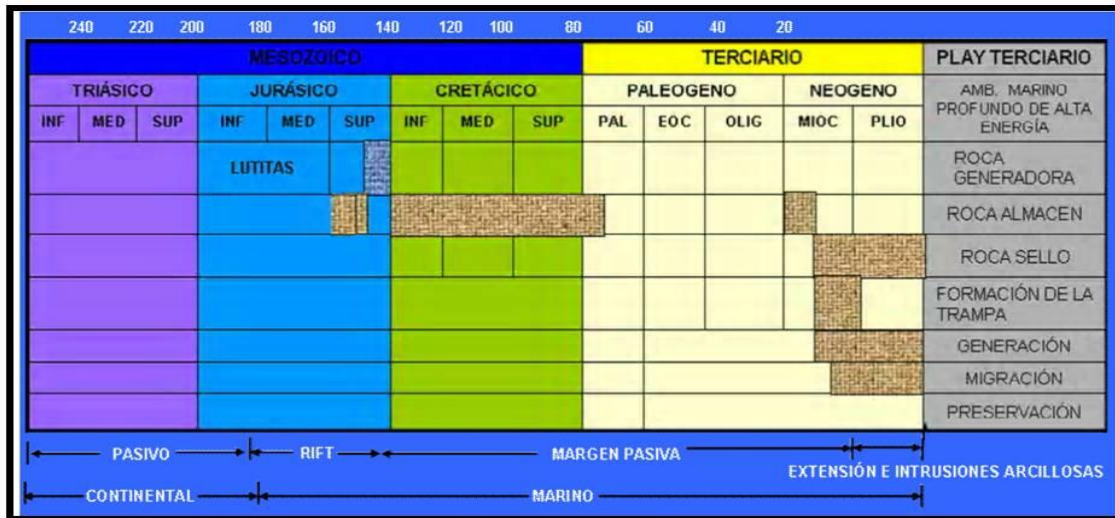 240 220 200 180 160 140 120 100 80 60 40 20
MESOZOICO TERCIARIO PLAY TERCIARIO
TRIÁSICO JURÁSICO CRETÁCICO PALEOGENO NEOGENO AMB. MARINO
PROFUNDO DE ALTA
ENERGÍA
INF MED SUP INF MED SUP INF MED SUP PAL EOC OLIG MIOC PLIO
LUTITAS ROCA
GENERADORA
ROCA ALMACEN
ROCA SELLO
FORMACIÓN DE LA
TRAMPA
GENERACIÓN
MIGRACIÓN
PRESERVACIÓN
PASIVO RIFT MARGEN PASIVA
EXTENSIÓN E INTRUSIONES ARCILLOSAS
CONTINENTAL MARINO